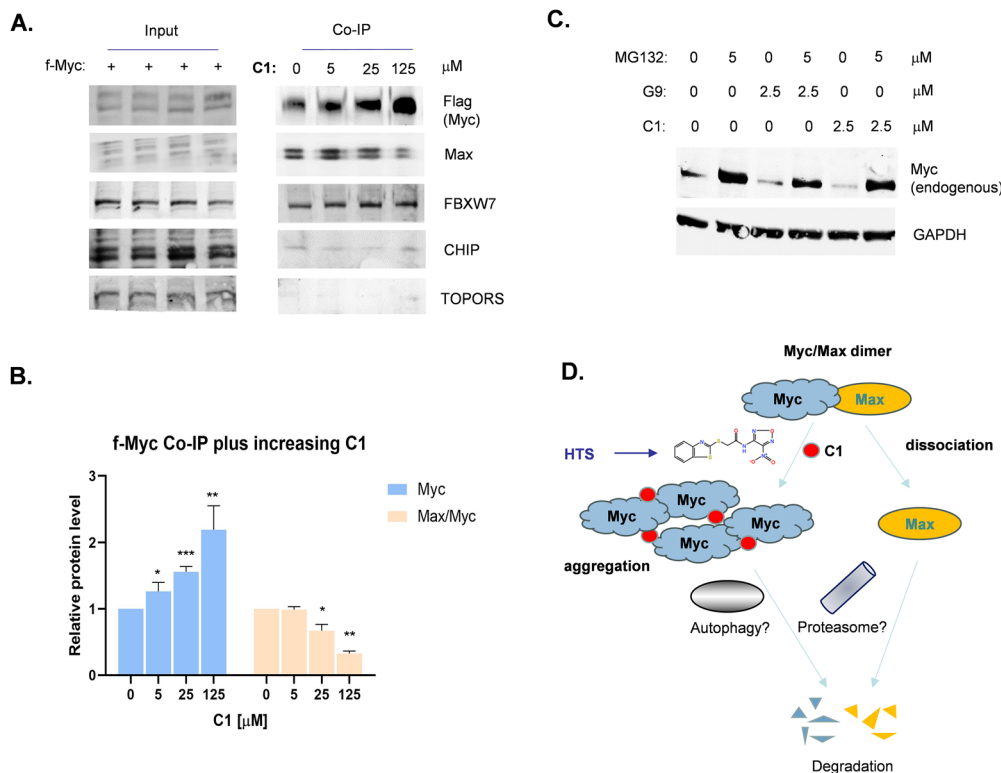 A.
Input
Co-IP
f-Myc: + + + +
C1: 0 5 25 125 μM
Flag
(Myc)
Max
FBXW7
CHIP
TOPORS
B.
f-Myc Co-IP plus increasing C1
Relative protein level
3
2
1
0
* *** **
* **
Myc
Max/Myc
0 5 25 125 0 5 25 125
C1 [μM]
C.
MG132: 0 5 0 5 0 5 μM
G9: 0 0 2.5 2.5 0 0 μM
C1: 0 0 0 0 2.5 2.5 μM
Myc
(endogenous)
GAPDH
D.
Myc/Max dimer
Myc Max
HTS
N
S
S
O
N
H
N
O
N
N+
O-
O
C1
dissociation
Myc
Myc
Myc
Myc
Max
aggregation
Autophagy?
Proteasome?
Degradation